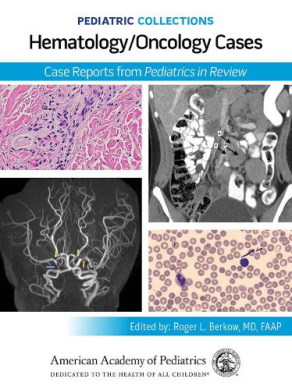 PEDIATRIC COLLECTIONS
Hematology/Oncology Cases
Case Reports from Pediatrics in Review
Edited by: Roger L. Berkow, MD, FAAP
American Academy of Pediatrics
DEDICATED TO THE HEALTH OF ALL CHILDREN®